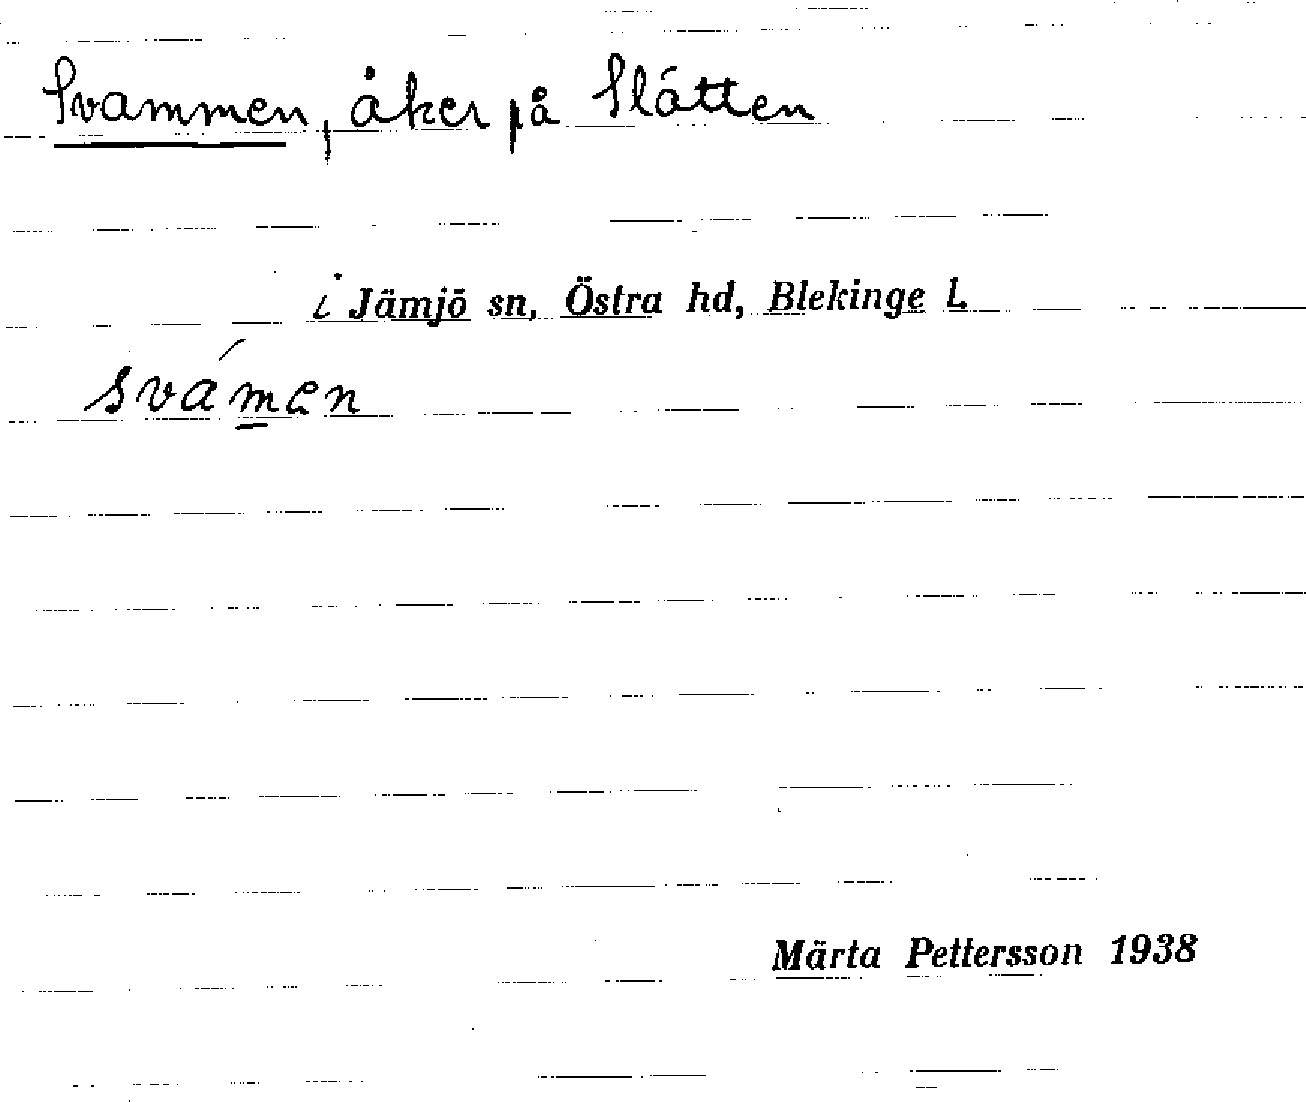 Svammen, åker på Slätten
i Jämjö sn, Östra hd, Blekinge L.
svámen
Märta Pettersson 1938